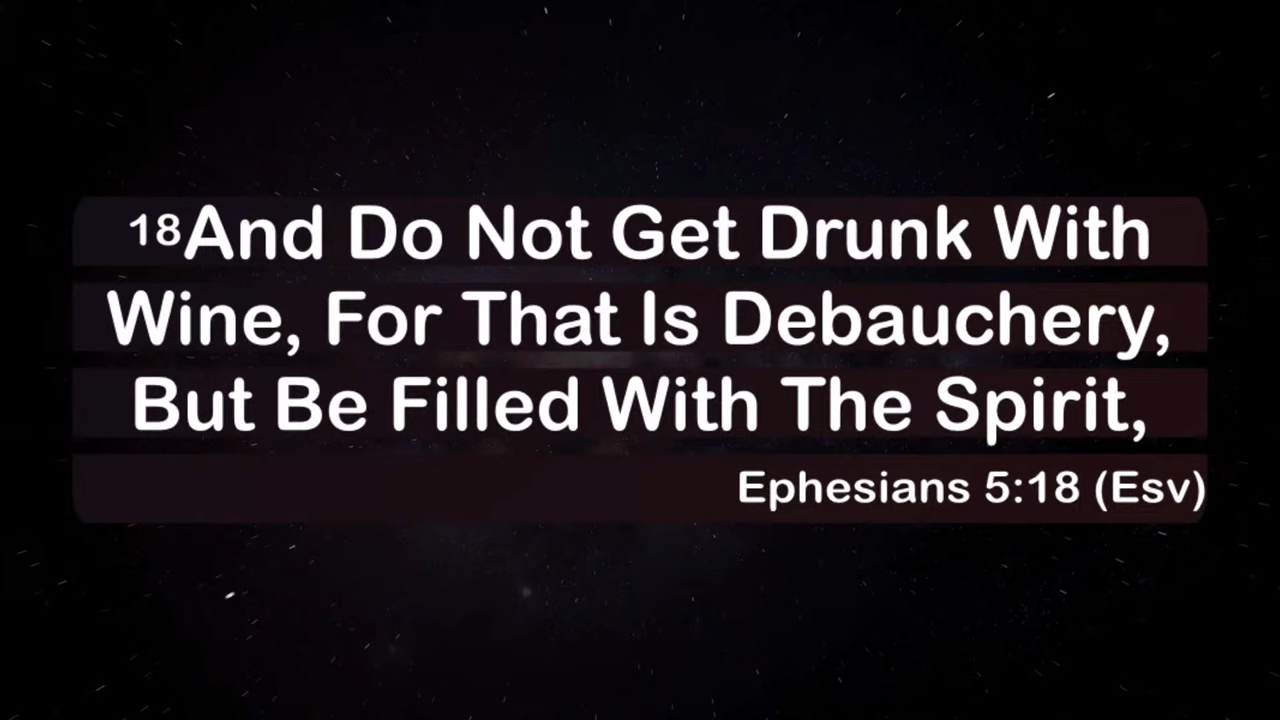 18And Do Not Get Drunk With
Wine, For That Is Debauchery,
But Be Filled With The Spirit,
Ephesians 5:18 (Esv)